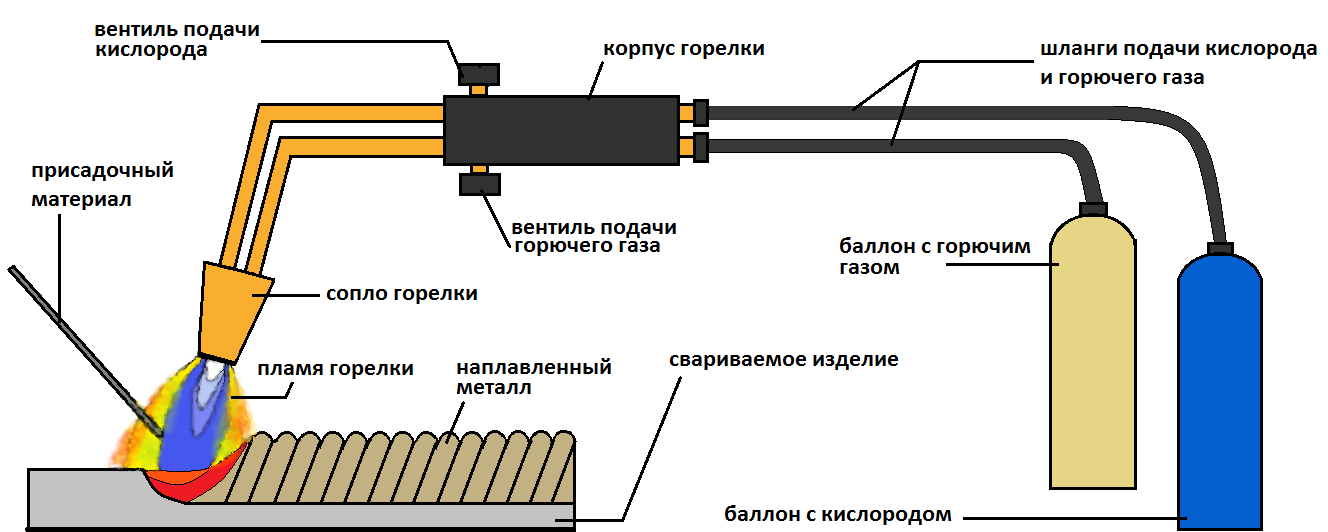 вентиль подачи
кислорода
корпус горелки
шланги подачи кислорода
и горючего газа
присадочный
материал
вентиль подачи
горючего газа
баллон с горючим
газом
сопло горелки
пламя горелки
наплавленный
металл
свариваемое изделие
баллон с кислородом